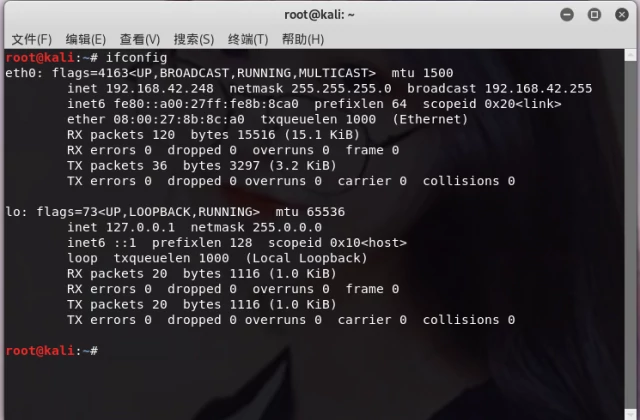 root@kali: ~
文件(F) 编辑(E) 查看(V) 搜索(S) 终端(T) 帮助(H)
root@kali:~# ifconfig
eth0: flags=4163<UP,BROADCAST,RUNNING,MULTICAST>  mtu 1500
        inet 192.168.42.248  netmask 255.255.255.0  broadcast 192.168.42.255
        inet6 fe80::a00:27ff:fe8b:8ca0  prefixlen 64  scopeid 0x20<link>
        ether 08:00:27:8b:8c:a0  txqueuelen 1000  (Ethernet)
        RX packets 120  bytes 15516 (15.1 KiB)
        RX errors 0  dropped 0  overruns 0  frame 0
        TX packets 36  bytes 3297 (3.2 KiB)
        TX errors 0  dropped 0 overruns 0  carrier 0  collisions 0
lo: flags=73<UP,LOOPBACK,RUNNING>  mtu 65536
        inet 127.0.0.1  netmask 255.0.0.0
        inet6 ::1  prefixlen 128  scopeid 0x10<host>
        loop  txqueuelen 1000  (Local Loopback)
        RX packets 20  bytes 1116 (1.0 KiB)
        RX errors 0  dropped 0  overruns 0  frame 0
        TX packets 20  bytes 1116 (1.0 KiB)
        TX errors 0  dropped 0 overruns 0  carrier 0  collisions 0
root@kali:~#